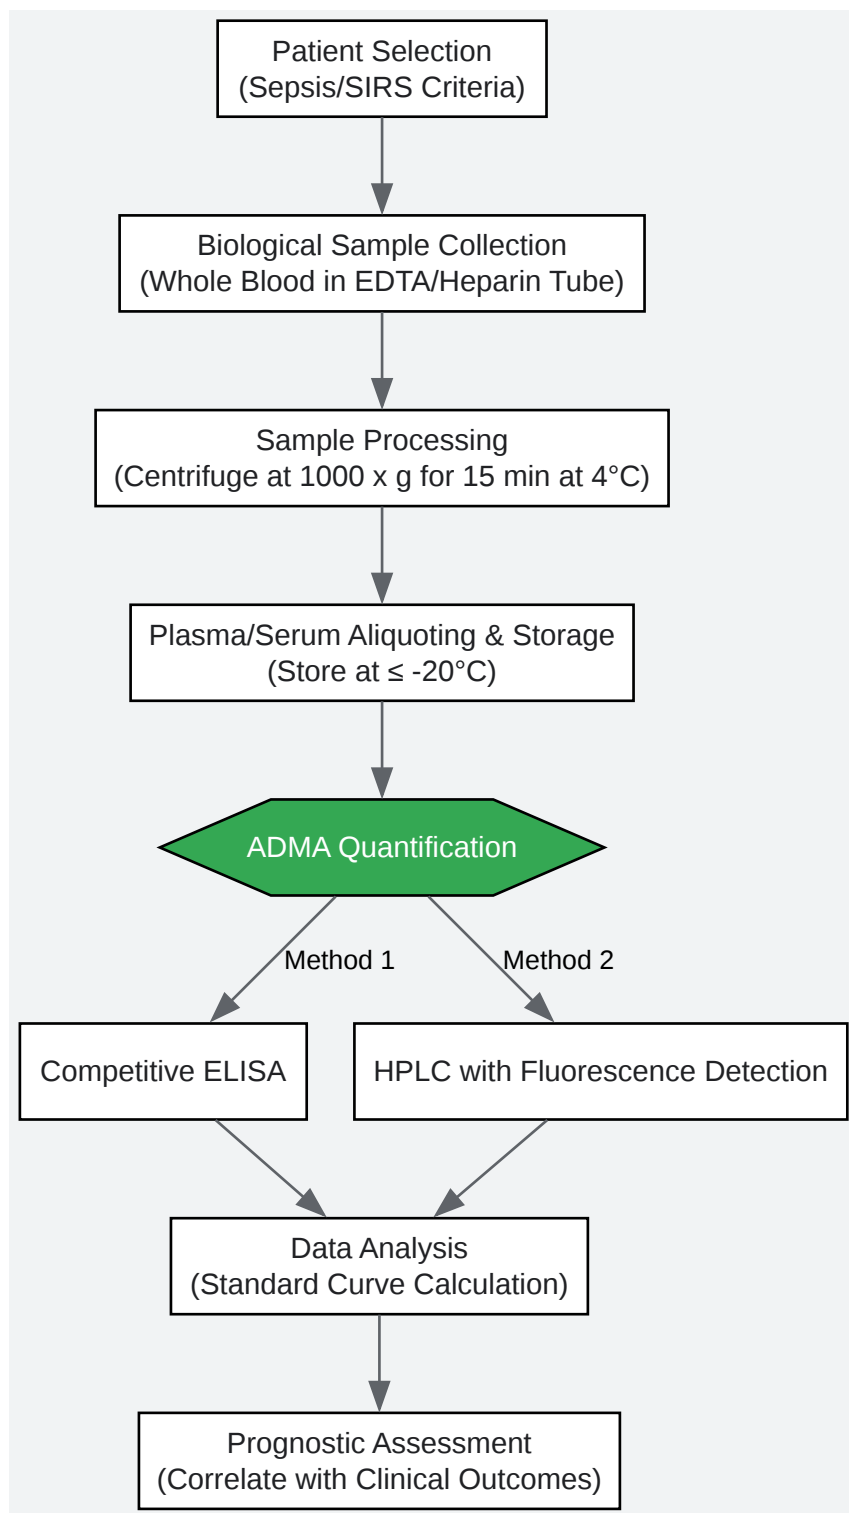 Patient Selection
(Sepsis/SIRS Criteria)
Biological Sample Collection
(Whole Blood in EDTA/Heparin Tube)
Sample Processing
(Centrifuge at 1000 x g for 15 min at 4°C)
Plasma/Serum Aliquoting & Storage
(Store at ≤ -20°C)
ADMA Quantification
Method 1
Method 2
Competitive ELISA
HPLC with Fluorescence Detection
Data Analysis
(Standard Curve Calculation)
Prognostic Assessment
(Correlate with Clinical Outcomes)